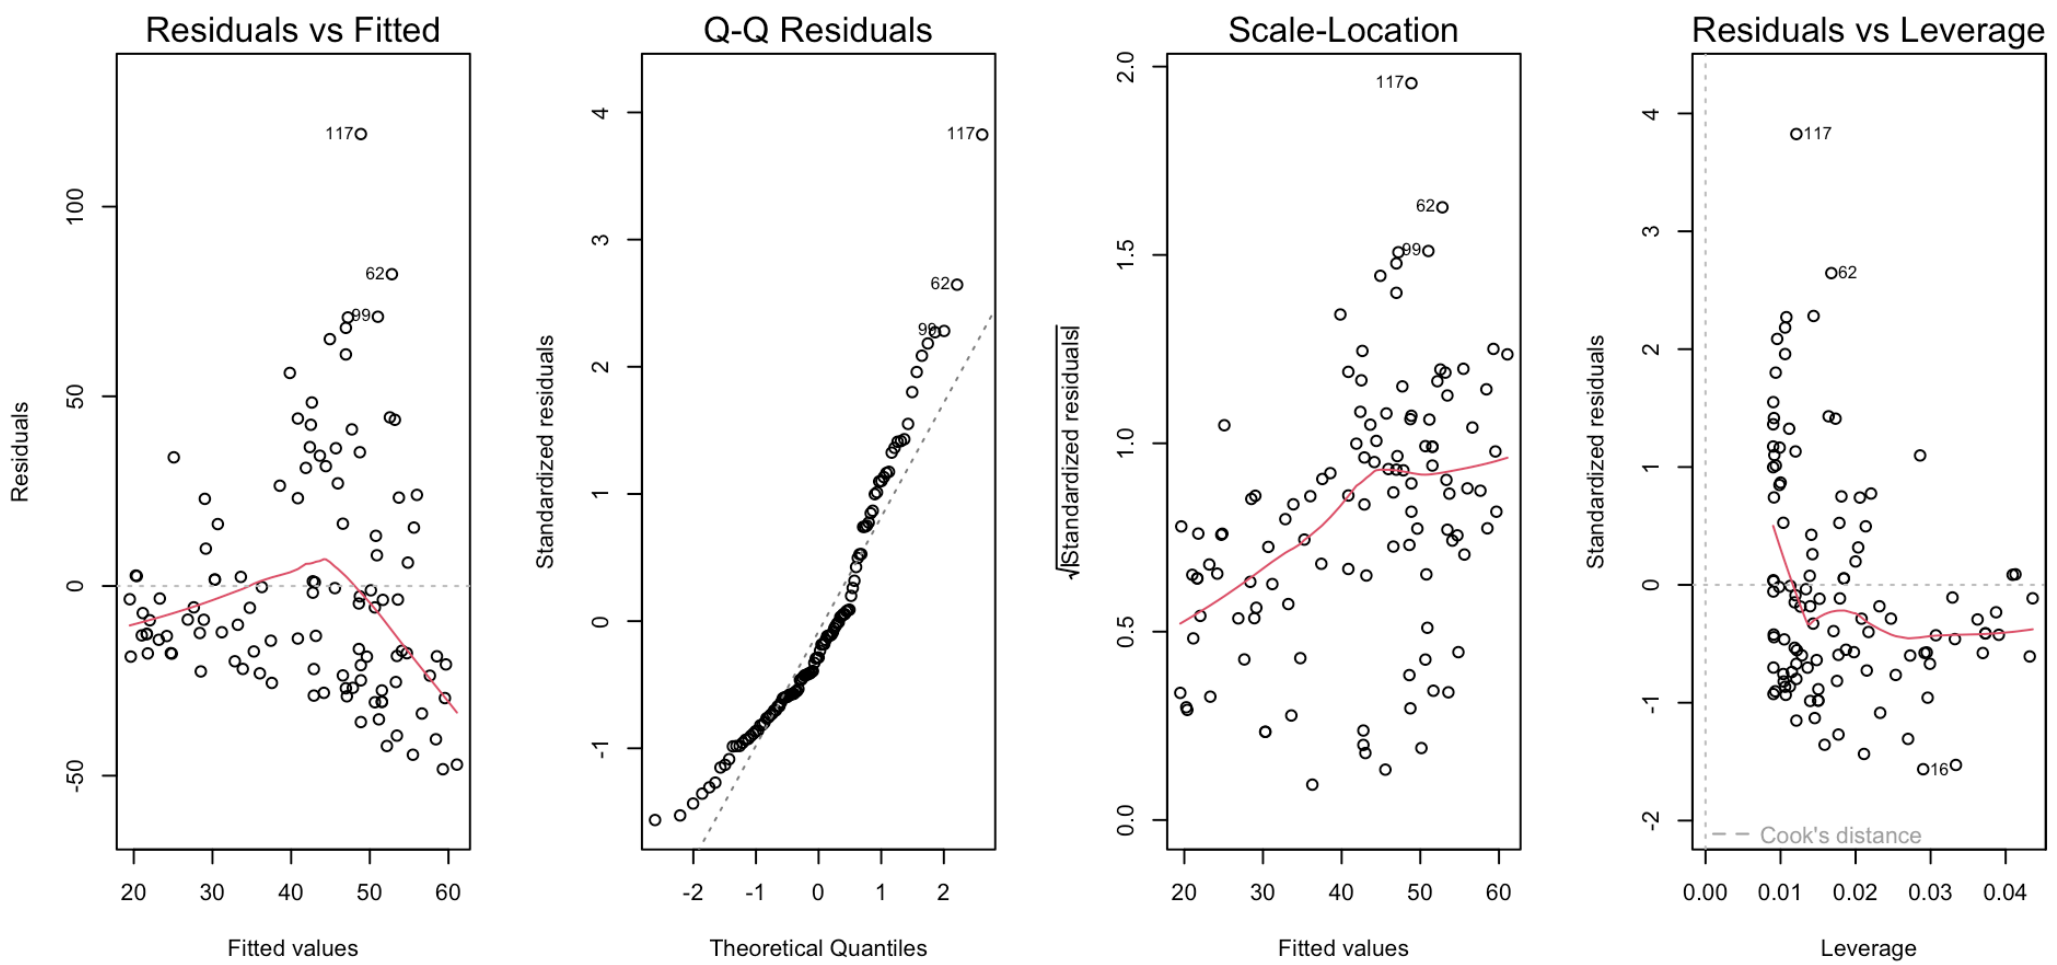 Residuals vs Fitted
Residuals
100
50
0
-50
117
62
99
20 30 40 50 60
Fitted values
Q-Q Residuals
Standardized residuals
4
3
2
1
0
-1
117
62
99
-2 -1 0 1 2
Theoretical Quantiles
Scale-Location
√|Standardized residuals|
2.0
1.5
1.0
0.5
0.0
117
62
99
20 30 40 50 60
Fitted values
Residuals vs Leverage
Standardized residuals
4
3
2
1
0
-1
-2
117
62
16
Cook's distance
0.00 0.01 0.02 0.03 0.04
Leverage